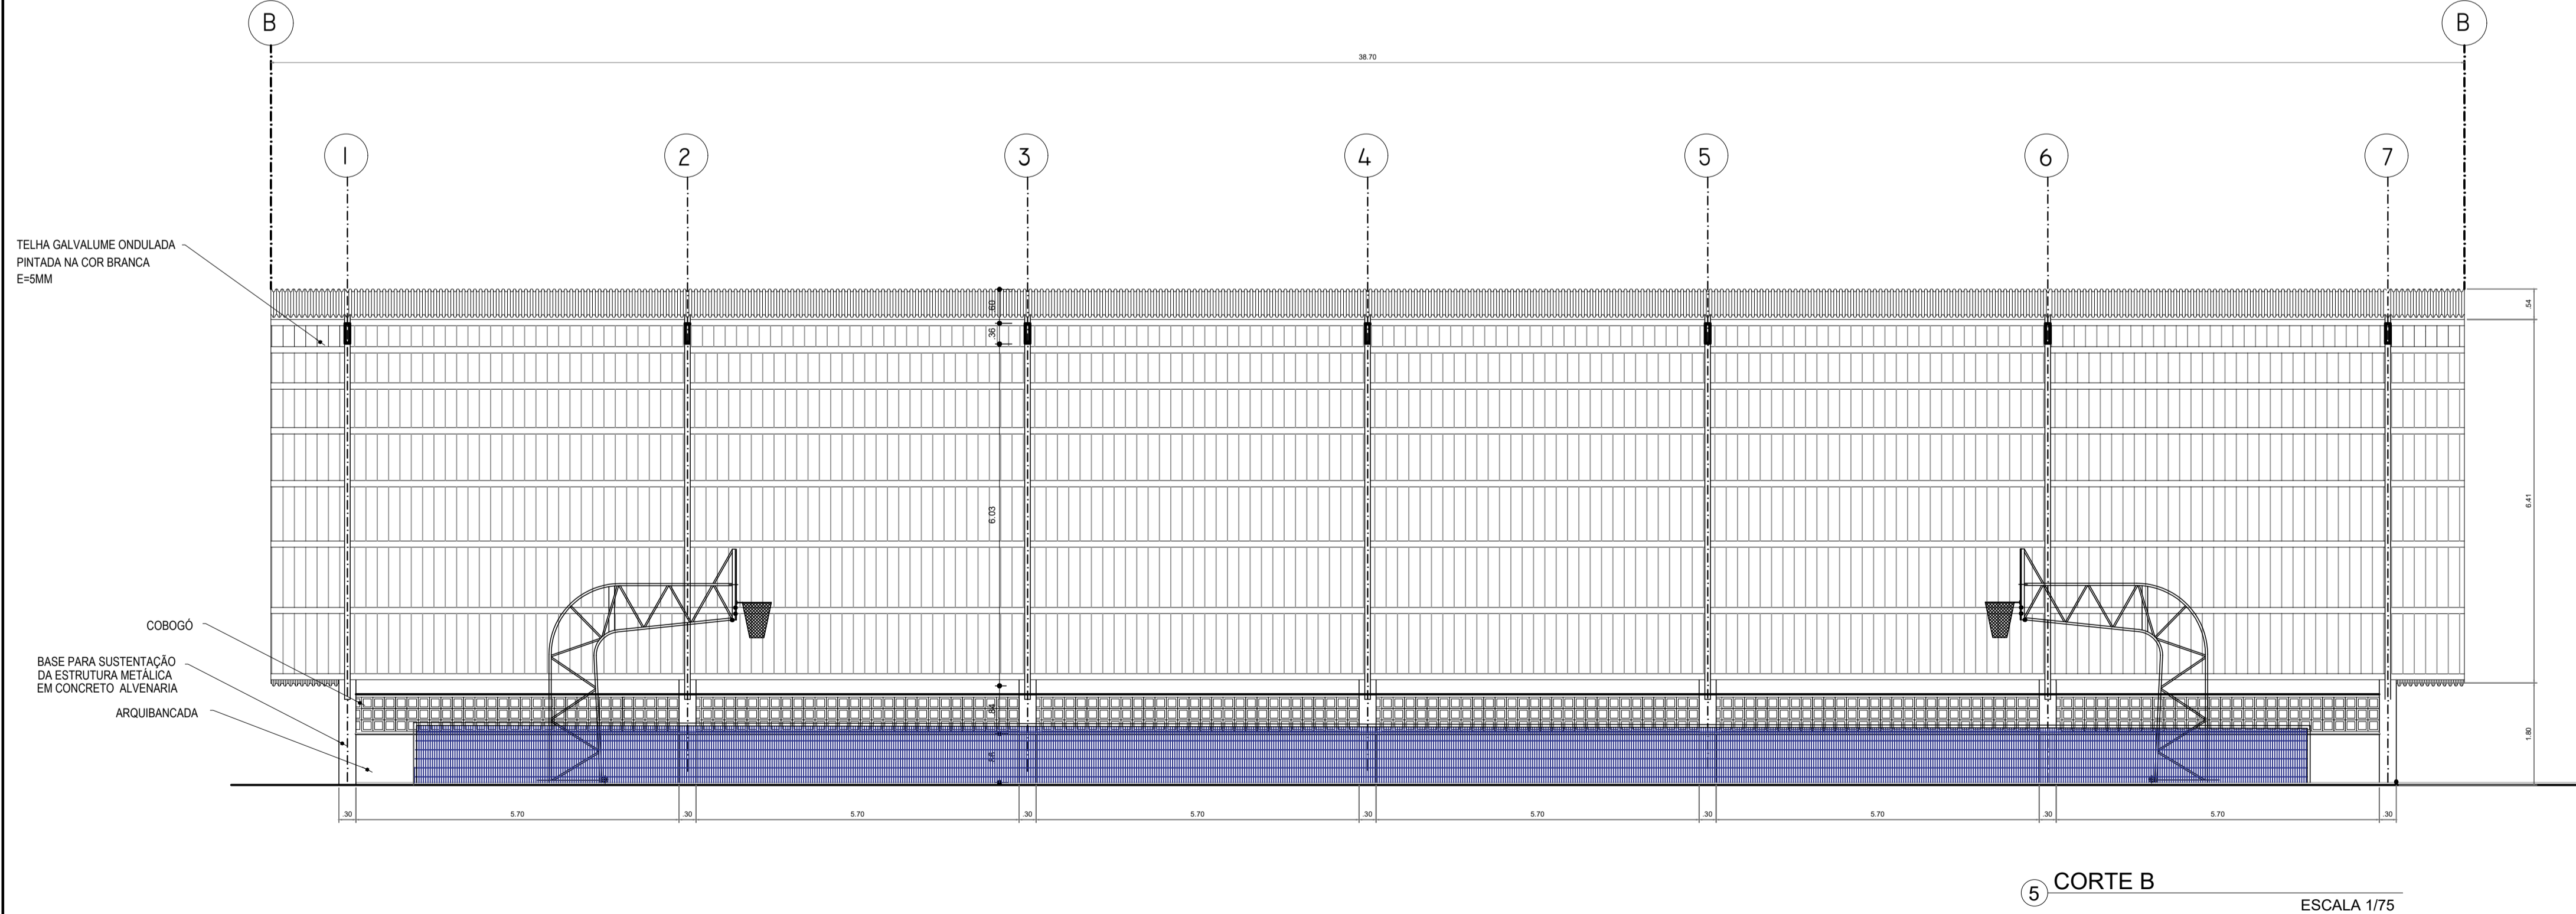 B
B
38.70
1
2
3
4
5
6
7
TELHA GALVALUME ONDULADA
PINTADA NA COR BRANCA
E=5MM
.60
.54
.36
6.03
6.41
COBOGÓ
BASE PARA SUSTENTAÇÃO
DA ESTRUTURA METÁLICA
EM CONCRETO ALVENARIA
ARQUIBANCADA
.84
1.80
.30
5.70
.30
5.70
.30
5.70
.30
5.70
.30
5.70
.30
5.70
.30
5
CORTE B
ESCALA 1/75